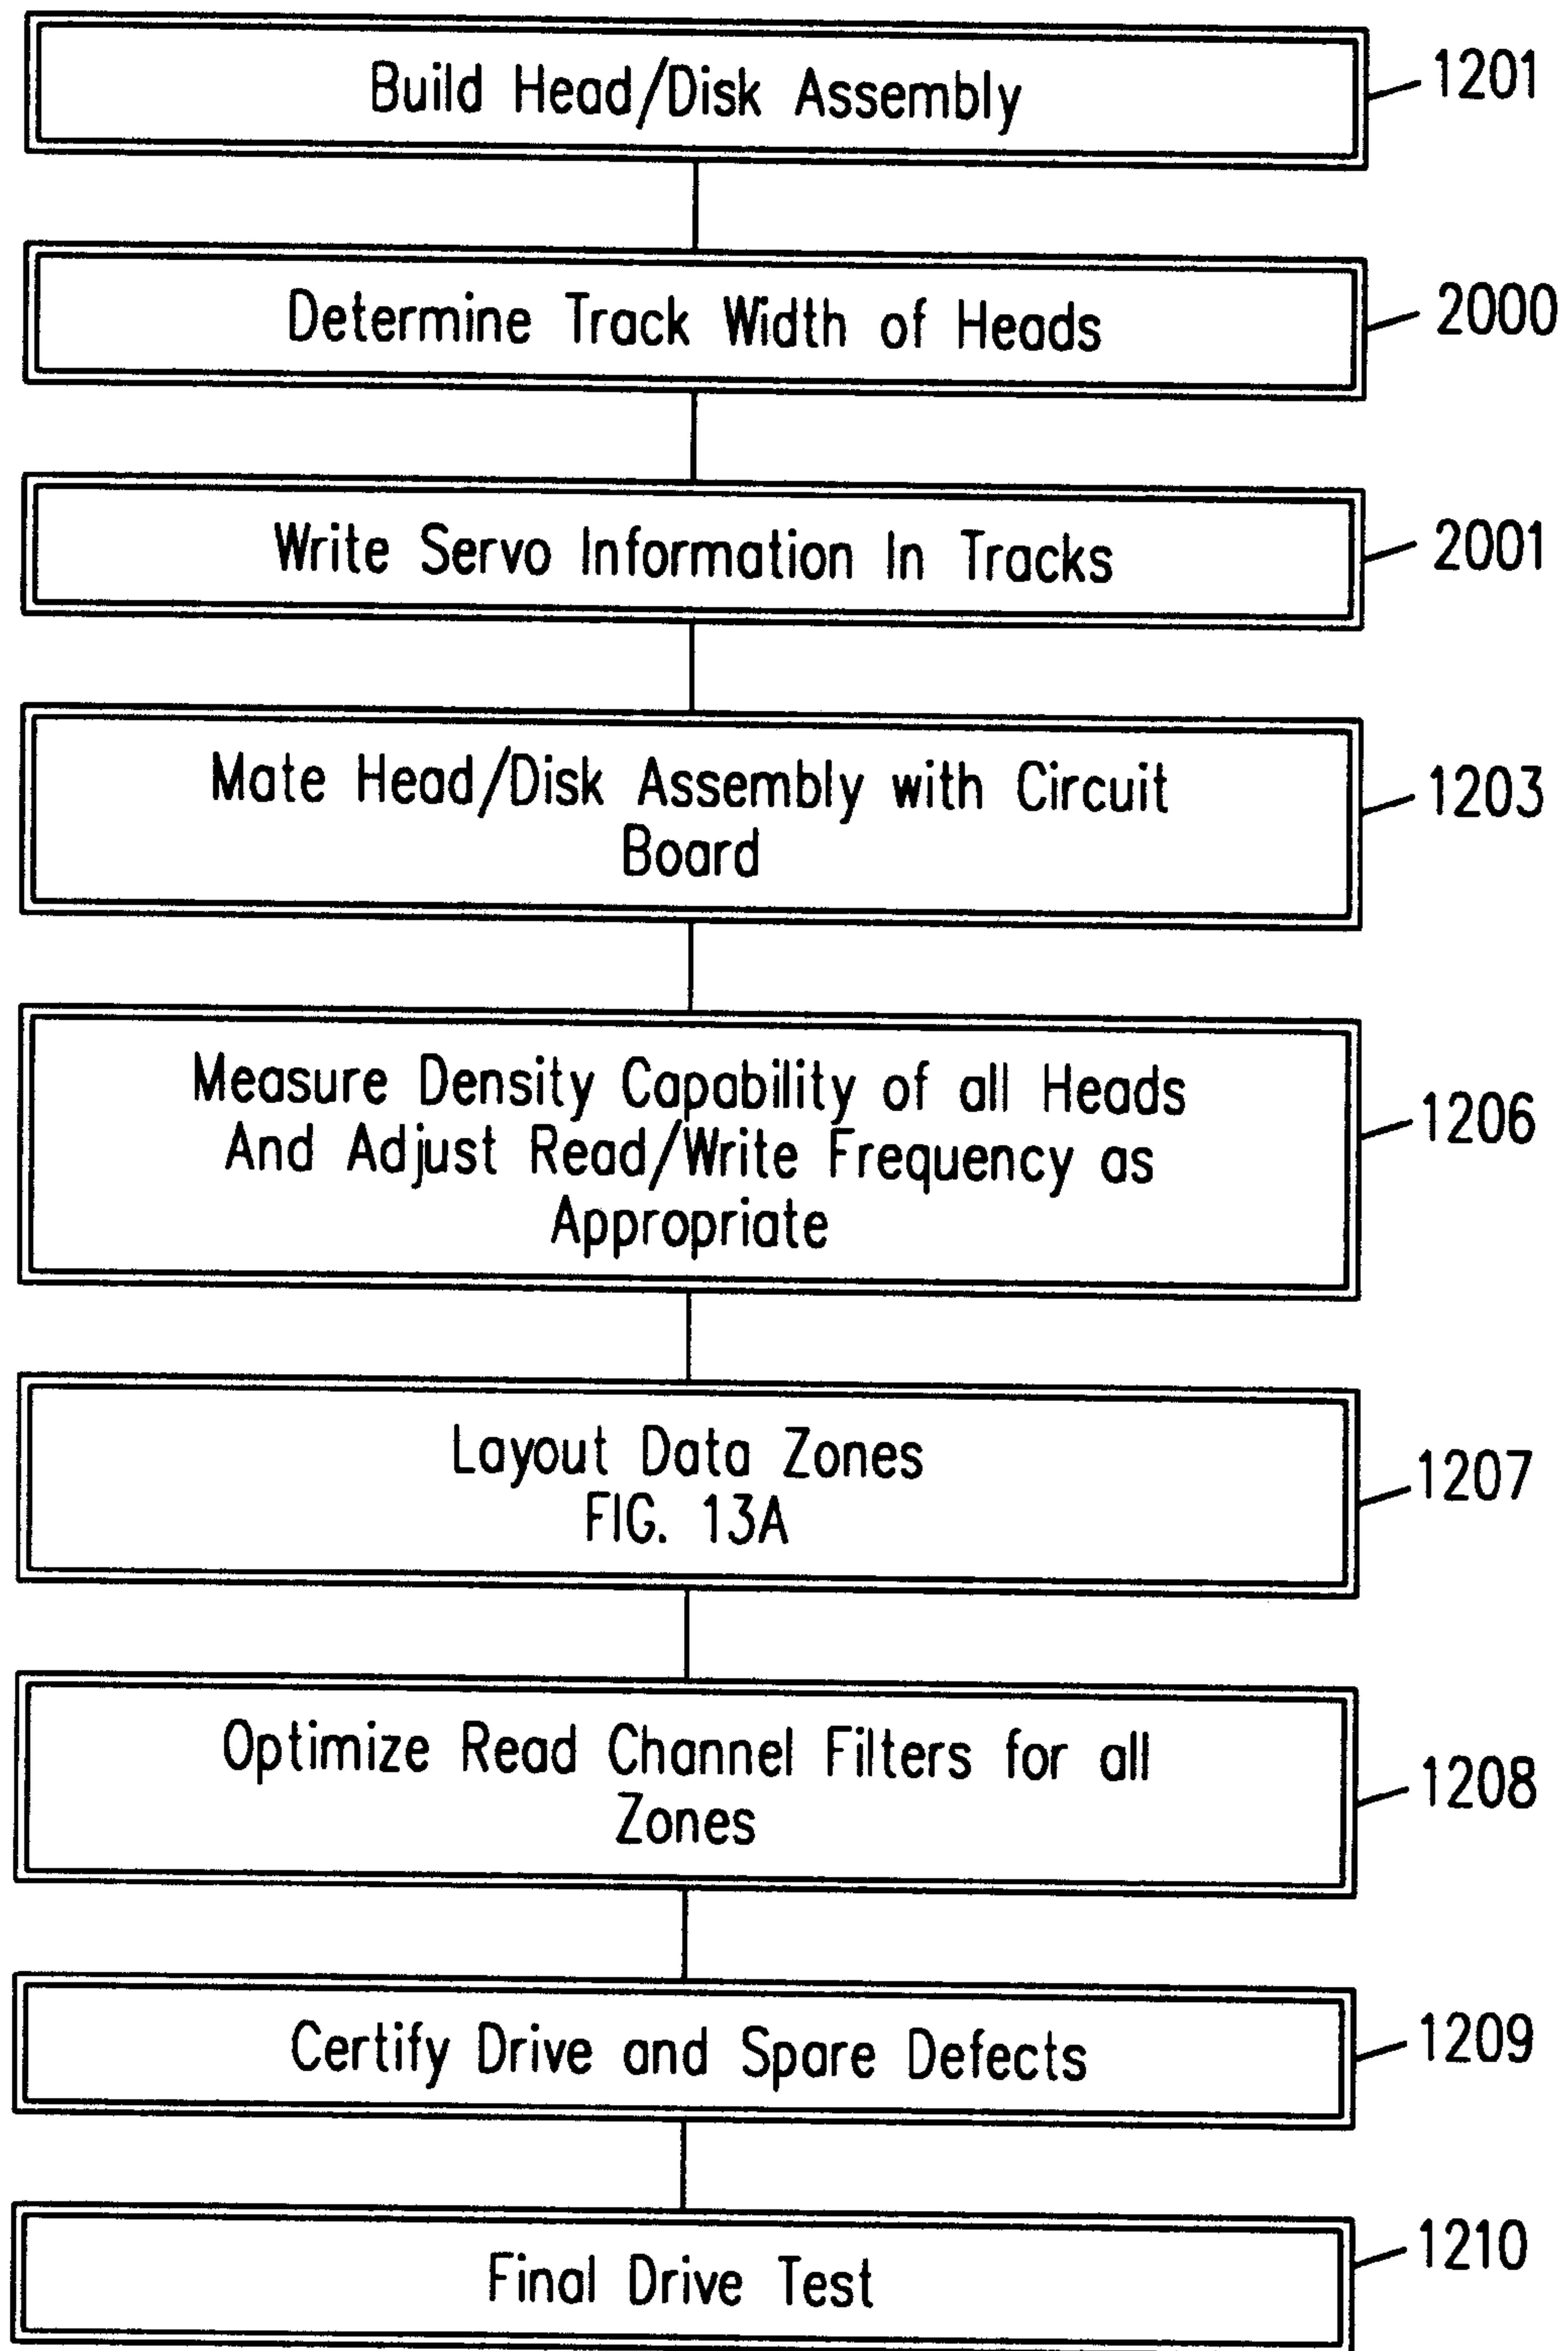 Build Head/Disk Assembly
1201
Determine Track Width of Heads
2000
Write Servo Information In Tracks
2001
Mate Head/Disk Assembly with Circuit
Board
1203
Measure Density Capability of all Heads
And Adjust Read/Write Frequency as
Appropriate
1206
Layout Data Zones
FIG. 13A
1207
Optimize Read Channel Filters for all
Zones
1208
Certify Drive and Spare Defects
1209
Final Drive Test
1210